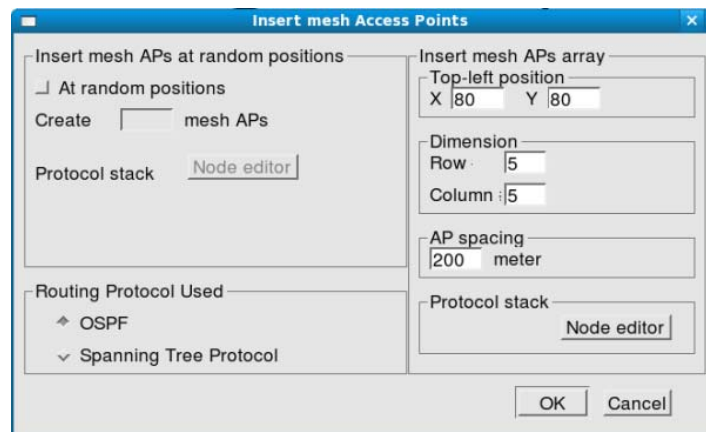 Insert mesh Access Points
Insert mesh APs at random positions
At random positions
Create mesh APs
Protocol stack Node editor
Routing Protocol Used
OSPF
Spanning Tree Protocol
Insert mesh APs array
Top-left position
X 80 Y 80
Dimension
Row 5
Column : 5
AP spacing
200 meter
Protocol stack
Node editor
OK Cancel